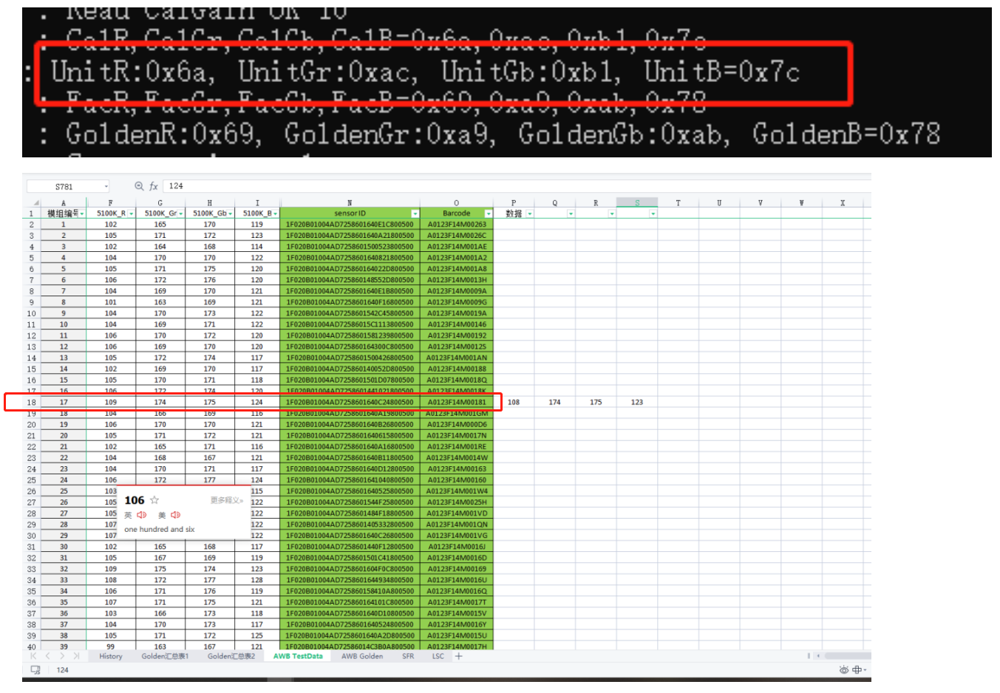 : Read CalGain OK 10
: CalR,CalGr,CalGb,CalB=0x6a,0xac,0xb1,0x7c
: UnitR:0x6a, UnitGr:0xac, UnitGb:0xb1, UnitB=0x7c
: FacR,FacGr,FacGb,FacB=0x69,0xa9,0xab,0x78
: GoldenR:0x69, GoldenGr:0xa9, GoldenGb:0xab, GoldenB=0x78
S781 fx 124
A F G H I N O P Q R S T U V W X
1 模组编号 5100K_R 5100K_Gr 5100K_Gb 5100K_B sensor ID Barcode 数据
2 1 102 165 170 119 1F020B01004AD7258601640E1C800500 A0123F14M00263
3 2 105 171 172 123 1F020B01004AD7258601640A21800500 A0123F14M0026C
4 3 102 164 168 114 1F020B01004AD7258601500523800500 A0123F14M001AE
5 4 104 170 170 122 1F020B01004AD7258601640821800500 A0123F14M001A2
6 5 105 171 175 120 1F020B01004AD725860164022D800500 A0123F14M001A8
7 6 106 172 176 120 1F020B01004AD725860148552D800500 A0123F14M0013H
8 7 104 169 170 121 1F020B01004AD7258601640E1B800500 A0123F14M0009A
9 8 101 163 169 121 1F020B01004AD7258601640F16800500 A0123F14M0009G
10 9 104 170 173 122 1F020B01004AD7258601542C45800500 A0123F14M0019A
11 10 104 169 171 122 1F020B01004AD72586015C1113800500 A0123F14M00146
12 11 106 170 172 120 1F020B01004AD7258601581239800500 A0123F14M00192
13 12 106 169 170 120 1F020B01004AD725860164300C800500 A0123F14M0012S
14 13 105 172 174 117 1F020B01004AD7258601500426800500 A0123F14M001AN
15 14 102 169 170 117 1F020B01004AD725860140052D800500 A0123F14M00188
16 15 105 170 171 118 1F020B01004AD7258601501D07800500 A0123F14M0018Q
17 16 106 172 174 120 1F020B01004AD7258601441021800500 A0123F14M0018K
18 17 109 174 175 124 1F020B01004AD7258601640C24800500 A0123F14M00181 108 174 175 123
19 18 104 166 169 116 1F020B01004AD7258601640A19800500 A0123F14M001GM
20 19 106 170 170 121 1F020B01004AD7258601640B26800500 A0123F14M000D6
21 20 105 171 172 121 1F020B01004AD7258601640615800500 A0123F14M0017N
22 21 102 165 171 116 1F020B01004AD7258601640A16800500 A0123F14M001RE
23 22 104 168 167 121 1F020B01004AD7258601640B11800500 A0123F14M0014W
24 23 104 170 171 117 1F020B01004AD7258601640D12800500 A0123F14M00163
25 24 106 172 177 124 1F020B01004AD7258601641040800500 A0123F14M00160
26 25 103 115 1F020B01004AD7258601640525800500 A0123F14M001W4
27 26 105 122 1F020B01004AD7258601544F25800500 A0123F14M0025H
28 27 105 122 1F020B01004AD7258601484F18800500 A0123F14M001VD
29 28 107 122 1F020B01004AD7258601405332800500 A0123F14M001QN
30 29 107 122 1F020B01004AD7258601640C26800500 A0123F14M001VG
106 更多释义»
英 美
one hundred and six
31 30 102 165 168 117 1F020B01004AD7258601440F12800500 A0123F14M0016J
32 31 105 167 169 119 1F020B01004AD7258601501C41800500 A0123F14M0016D
33 32 109 175 174 123 1F020B01004AD7258601604F0C800500 A0123F14M00169
34 33 108 172 177 128 1F020B01004AD7258601644934800500 A0123F14M0016U
35 34 106 171 176 119 1F020B01004AD725860158410A800500 A0123F14M0016Q
36 35 107 171 175 121 1F020B01004AD725860164101C800500 A0123F14M0017T
37 36 103 166 173 118 1F020B01004AD7258601640D10800500 A0123F14M0015V
38 37 104 170 173 117 1F020B01004AD7258601640524800500 A0123F14M0016Y
39 38 105 171 172 125 1F020B01004AD7258601640A2D800500 A0123F14M0015U
40 39 99 163 167 121 1F020B01004AD72586014C3B0A800500 A0123F14M0017H
History Golden汇总表1 Golden汇总表2 AWB TestData AWB Golden SFR LSC
124